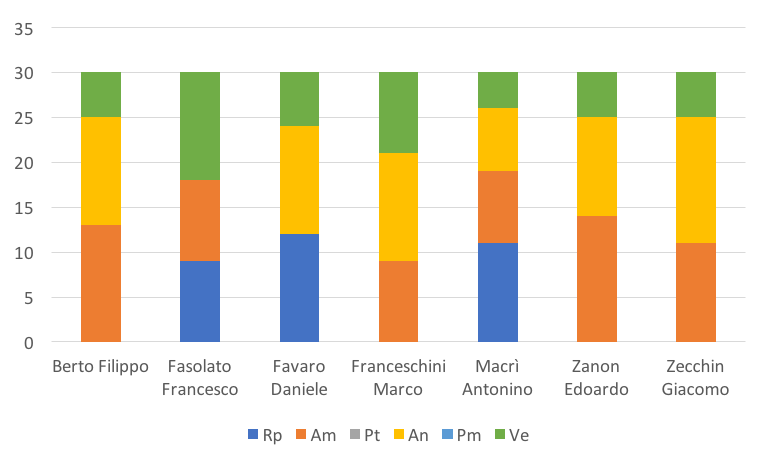 35
30
25
20
15
10
5
0
Berto Filippo Fasolato Favaro Franceschini Macrì Zanon Zecchin
Francesco Daniele Marco Antonino Edoardo Giacomo
Rp Am Pt An Pm Ve